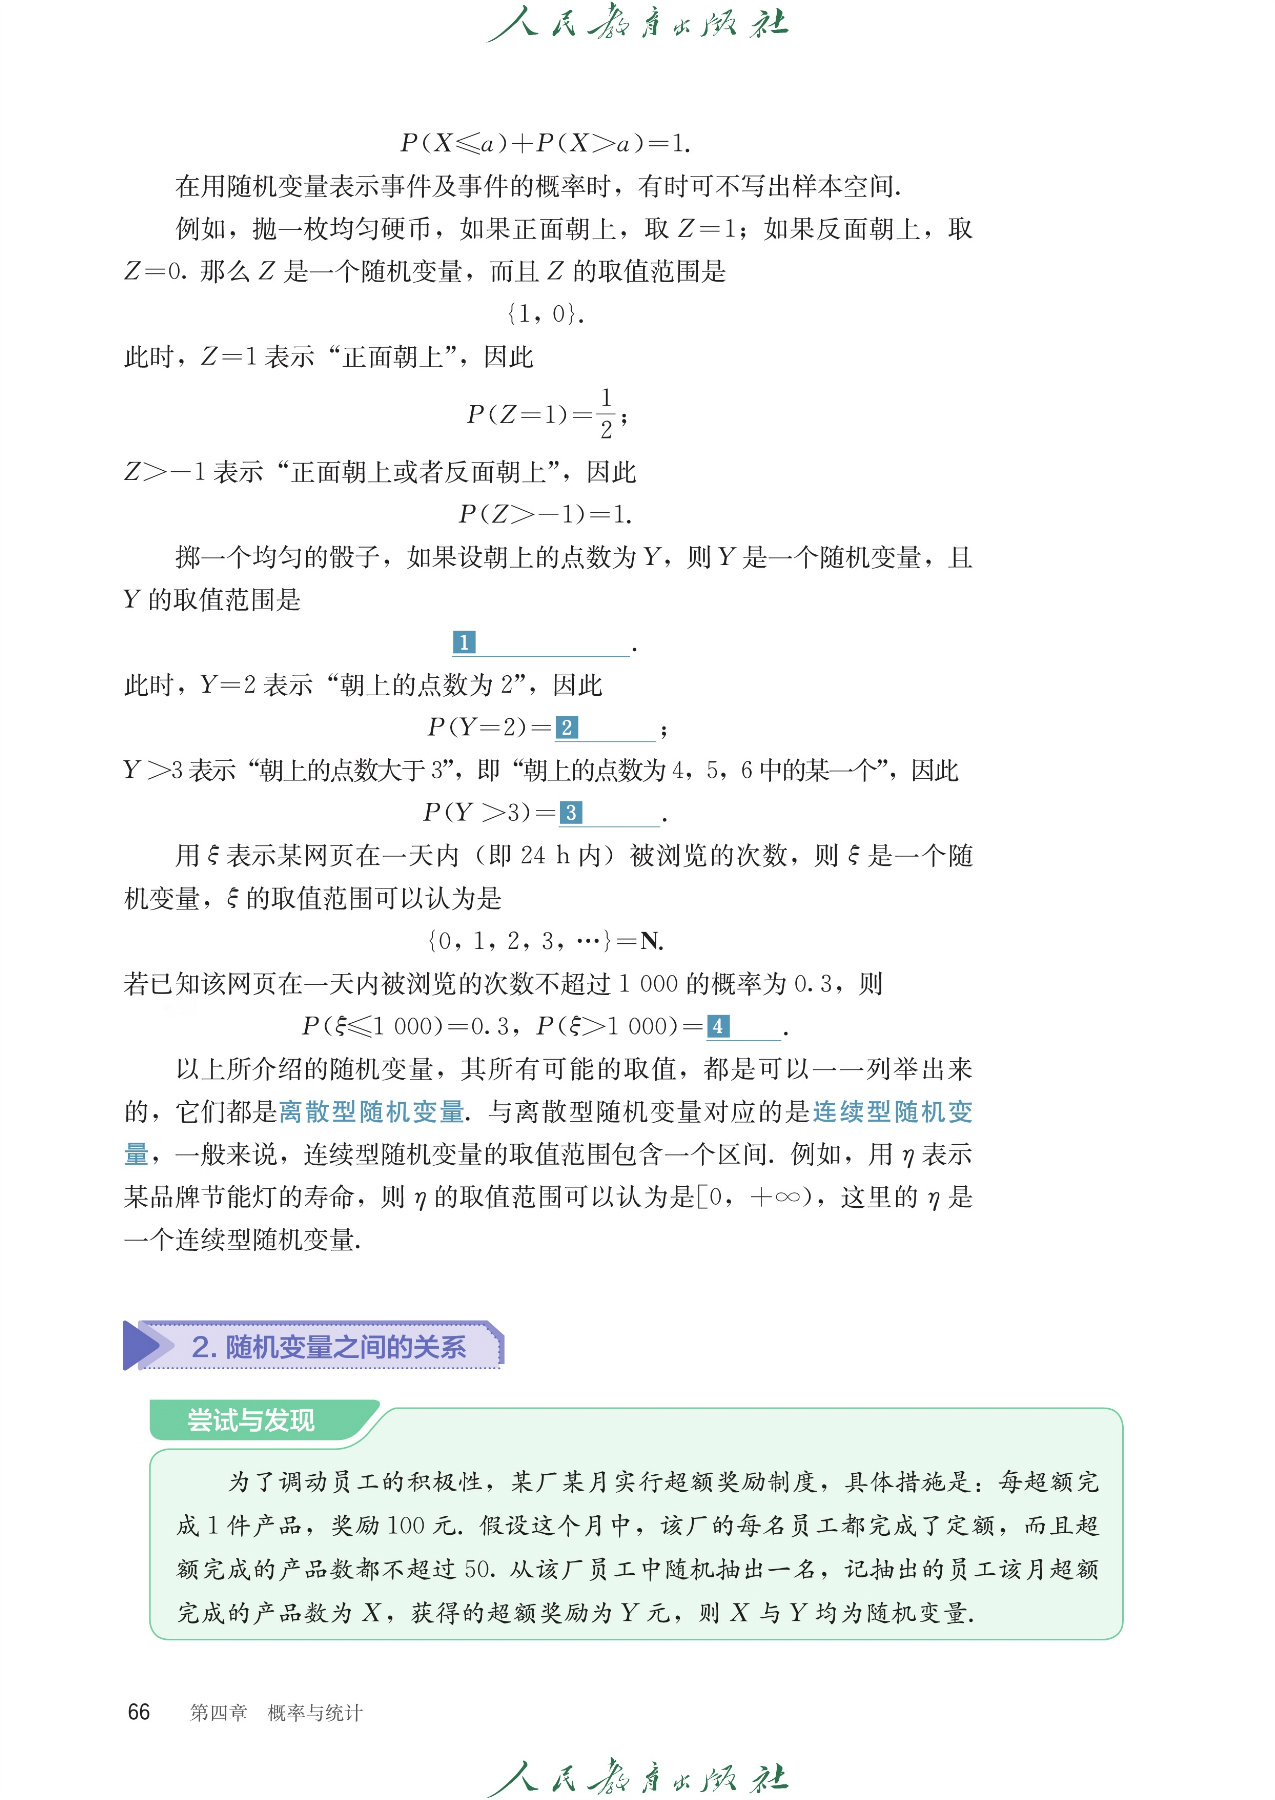 人民教育出版社
P(X≤a)+P(X>a)=1.
在用随机变量表示事件及事件的概率时，有时可不写出样本空间.
例如，抛一枚均匀硬币，如果正面朝上，取 Z=1；如果反面朝上，取
Z=0. 那么 Z 是一个随机变量，而且 Z 的取值范围是
{1，0}.
此时，Z=1 表示“正面朝上”，因此
P(Z=1)=1/2；
Z>-1 表示“正面朝上或者反面朝上”，因此
P(Z>-1)=1.
掷一个均匀的骰子，如果设朝上的点数为 Y，则 Y 是一个随机变量，且
Y 的取值范围是
1 ______.
此时，Y=2 表示“朝上的点数为 2”，因此
P(Y=2)=2 ______；
Y>3 表示“朝上的点数大于 3”，即“朝上的点数为 4，5，6 中的某一个”，因此
P(Y>3)=3 ______.
用 ξ 表示某网页在一天内（即 24 h 内）被浏览的次数，则 ξ 是一个随
机变量，ξ 的取值范围可以认为是
{0，1，2，3，…}=N.
若已知该网页在一天内被浏览的次数不超过 1 000 的概率为 0.3，则
P(ξ≤1 000)=0.3，P(ξ>1 000)=4 ______.
以上所介绍的随机变量，其所有可能的取值，都是可以一一列举出来
的，它们都是离散型随机变量. 与离散型随机变量对应的是连续型随机变
量，一般来说，连续型随机变量的取值范围包含一个区间. 例如，用 η 表示
某品牌节能灯的寿命，则 η 的取值范围可以认为是[0，+∞)，这里的 η 是
一个连续型随机变量.
2. 随机变量之间的关系
尝试与发现
为了调动员工的积极性，某厂某月实行超额奖励制度，具体措施是：每超额完
成 1 件产品，奖励 100 元. 假设这个月中，该厂的每名员工都完成了定额，而且超
额完成的产品数都不超过 50. 从该厂员工中随机抽出一名，记抽出的员工该月超额
完成的产品数为 X，获得的超额奖励为 Y 元，则 X 与 Y 均为随机变量.
66 第四章 概率与统计
人民教育出版社